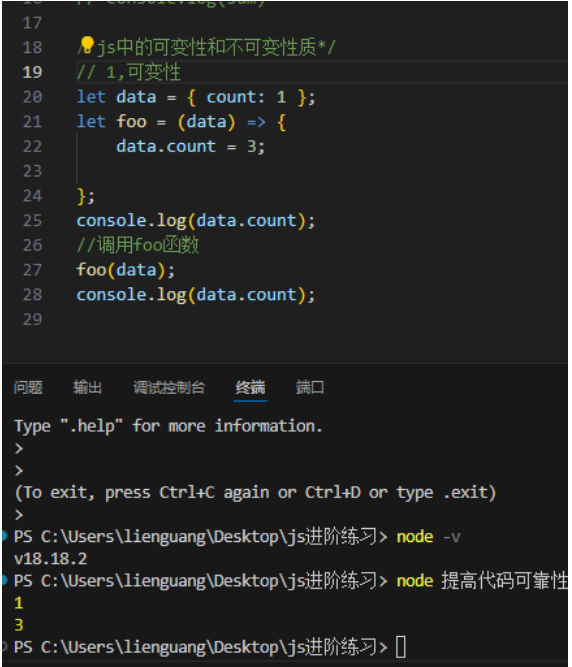 16 // console.log(sum)
17
18 /*js中的可变性和不可变性质*/
19 // 1,可变性
20 let data = { count: 1 };
21 let foo = (data) => {
22 data.count = 3;
23
24 };
25 console.log(data.count);
26 //调用foo函数
27 foo(data);
28 console.log(data.count);
29
问题 输出 调试控制台 终端 端口
Type ".help" for more information.
>
>
(To exit, press Ctrl+C again or Ctrl+D or type .exit)
>
PS C:\Users\lienguang\Desktop\js进阶练习> node -v
v18.18.2
PS C:\Users\lienguang\Desktop\js进阶练习> node 提高代码可靠性
1
3
PS C:\Users\lienguang\Desktop\js进阶练习>